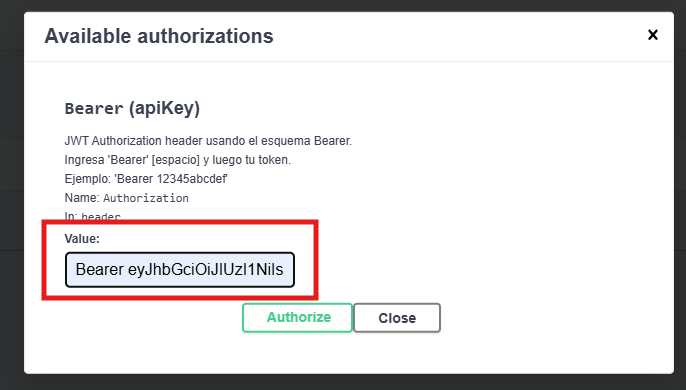 Available authorizations
×
Bearer (apiKey)
JWT Authorization header usando el esquema Bearer.
Ingresa 'Bearer' [espacio] y luego tu token.
Ejemplo: 'Bearer 12345abcdef'
Name: Authorization
In: header
Value:
Bearer eyJhbGciOiJIUzI1NiIs
Authorize
Close